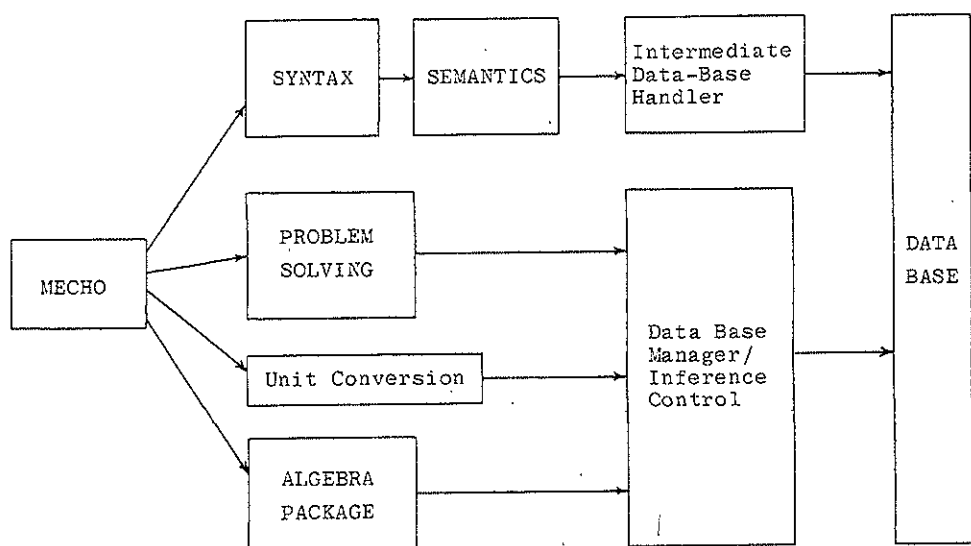 MECHO
SYNTAX
SEMANTICS
Intermediate
Data-Base
Handler
PROBLEM
SOLVING
Unit Conversion
ALGEBRA
PACKAGE
Data Base
Manager/
Inference
Control
DATA
BASE